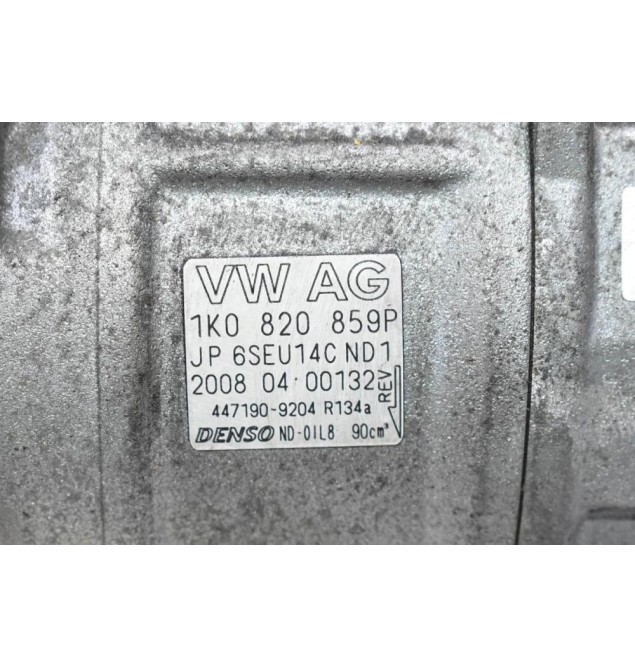 VW AG
1K0 820 859P
JP 6SEU14C ND1
2008 04 00132
REV
447190-9204 R134a
DENSO ND-OIL8 90cm³